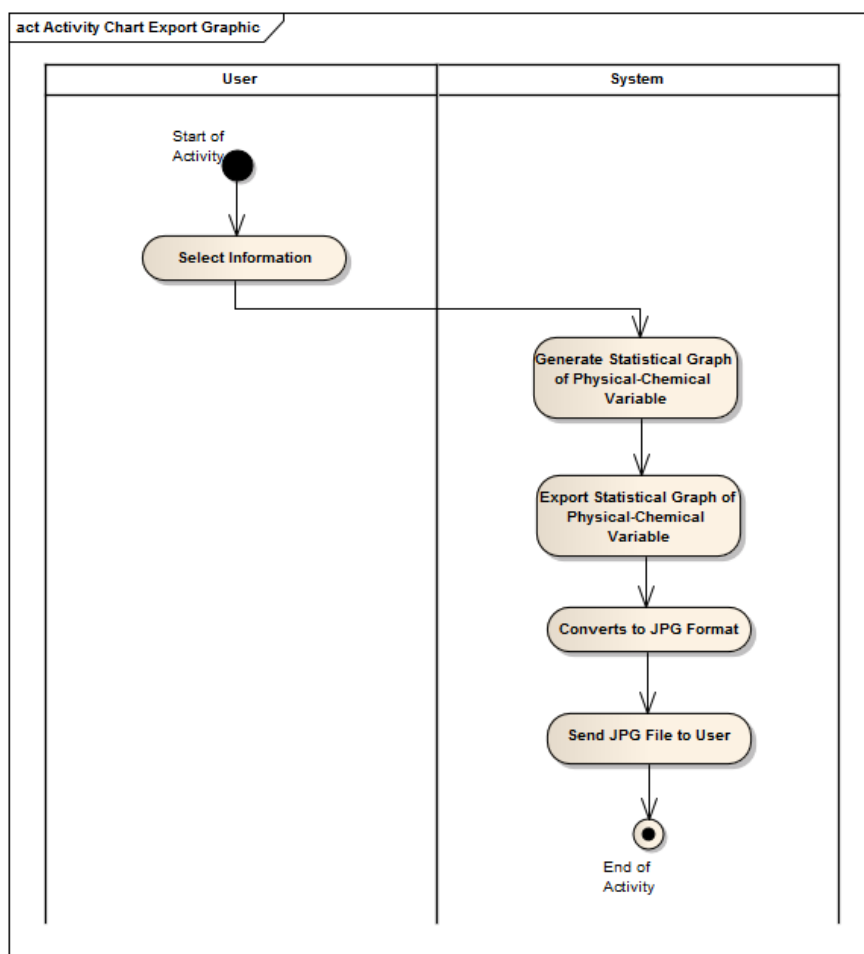 act Activity Chart Export Graphic
User
System
Start of
Activity
Select Information
Generate Statistical Graph
of Physical-Chemical
Variable
Export Statistical Graph of
Physical-Chemical
Variable
Converts to JPG Format
Send JPG File to User
End of
Activity